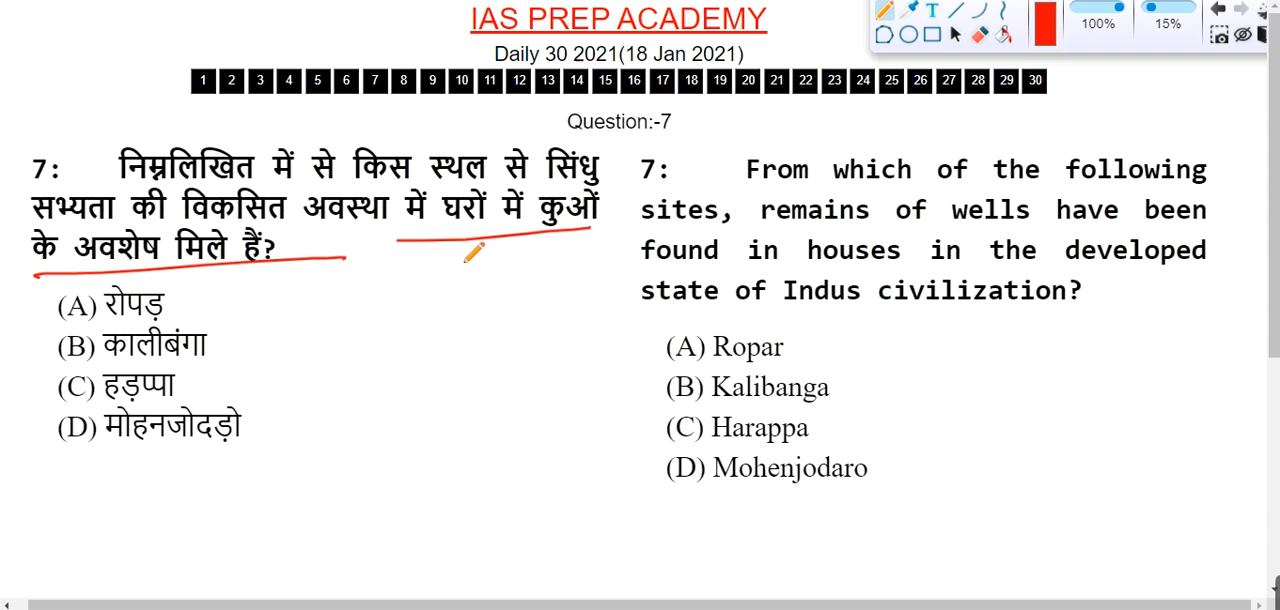 IAS PREP ACADEMY
Daily 30 2021(18 Jan 2021)
1 2 3 4 5 6 7 8 9 10 11 12 13 14 15 16 17 18 19 20 21 22 23 24 25 26 27 28 29 30
Question:-7
7: निम्नलिखित में से किस स्थल से सिंधु
सभ्यता की विकसित अवस्था में घरों में कुओं
के अवशेष मिले हैं?
(A) रोपड़
(B) कालीबंगा
(C) हड़प्पा
(D) मोहनजोदड़ो
7: From which of the following
sites, remains of wells have been
found in houses in the developed
state of Indus civilization?
(A) Ropar
(B) Kalibanga
(C) Harappa
(D) Mohenjodaro
T
100%
15%